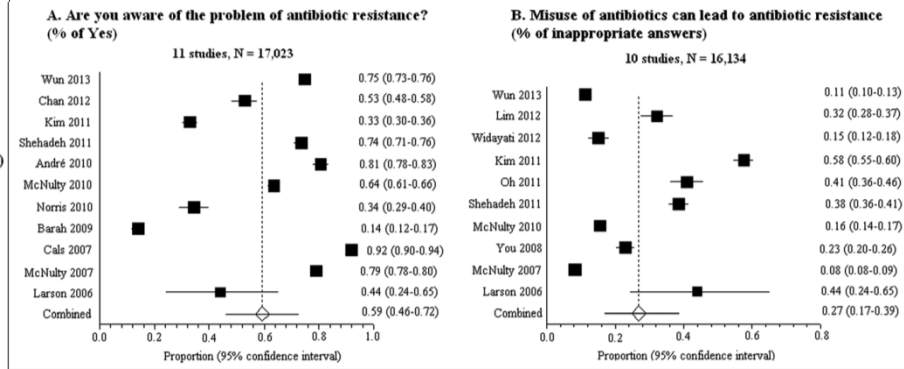 A. Are you aware of the problem of antibiotic resistance?
(% of Yes)
11 studies, N = 17,023
Wun 2013 0.75 (0.73-0.76)
Chan 2012 0.53 (0.48-0.58)
Kim 2011 0.33 (0.30-0.36)
Shehadeh 2011 0.74 (0.71-0.76)
André 2010 0.81 (0.78-0.83)
McNulty 2010 0.64 (0.61-0.66)
Norris 2010 0.34 (0.29-0.40)
Barah 2009 0.14 (0.12-0.17)
Cals 2007 0.92 (0.90-0.94)
McNulty 2007 0.79 (0.78-0.80)
Larson 2006 0.44 (0.24-0.65)
Combined 0.59 (0.46-0.72)
0.0 0.2 0.4 0.6 0.8 1.0
Proportion (95% confidence interval)
B. Misuse of antibiotics can lead to antibiotic resistance
(% of inappropriate answers)
10 studies, N = 16,134
Wun 2013 0.11 (0.10-0.13)
Lim 2012 0.32 (0.28-0.37)
Widayati 2012 0.15 (0.12-0.18)
Kim 2011 0.58 (0.55-0.60)
Oh 2011 0.41 (0.36-0.46)
Shehadeh 2011 0.38 (0.36-0.41)
McNulty 2010 0.16 (0.14-0.17)
You 2008 0.23 (0.20-0.26)
McNulty 2007 0.08 (0.08-0.09)
Larson 2006 0.44 (0.24-0.65)
Combined 0.27 (0.17-0.39)
0.0 0.2 0.4 0.6 0.8
Proportion (95% confidence interval)